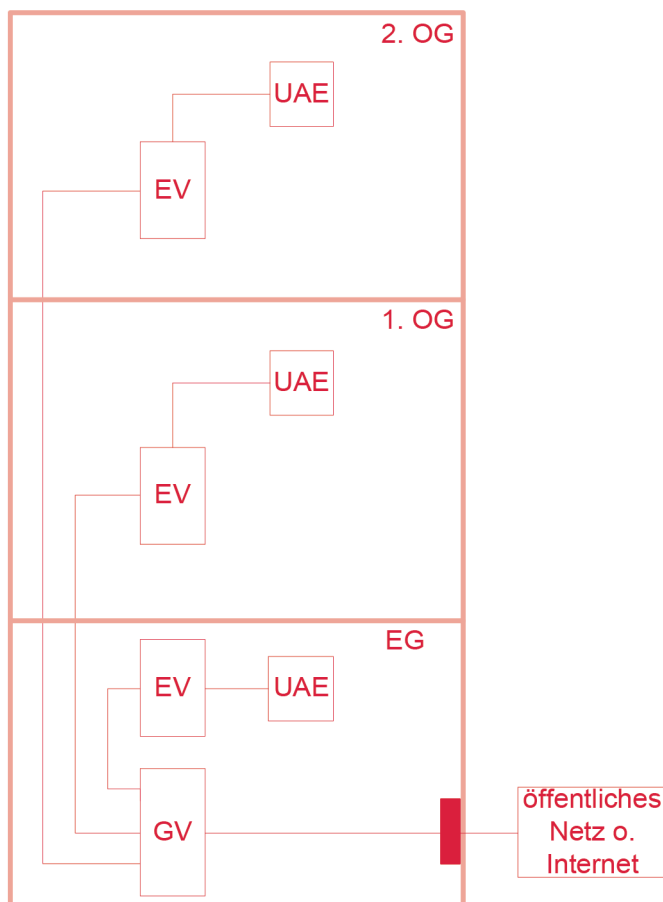 2. OG
UAE
EV
1. OG
UAE
EV
EG
EV
UAE
GV
öffentliches
Netz o.
Internet